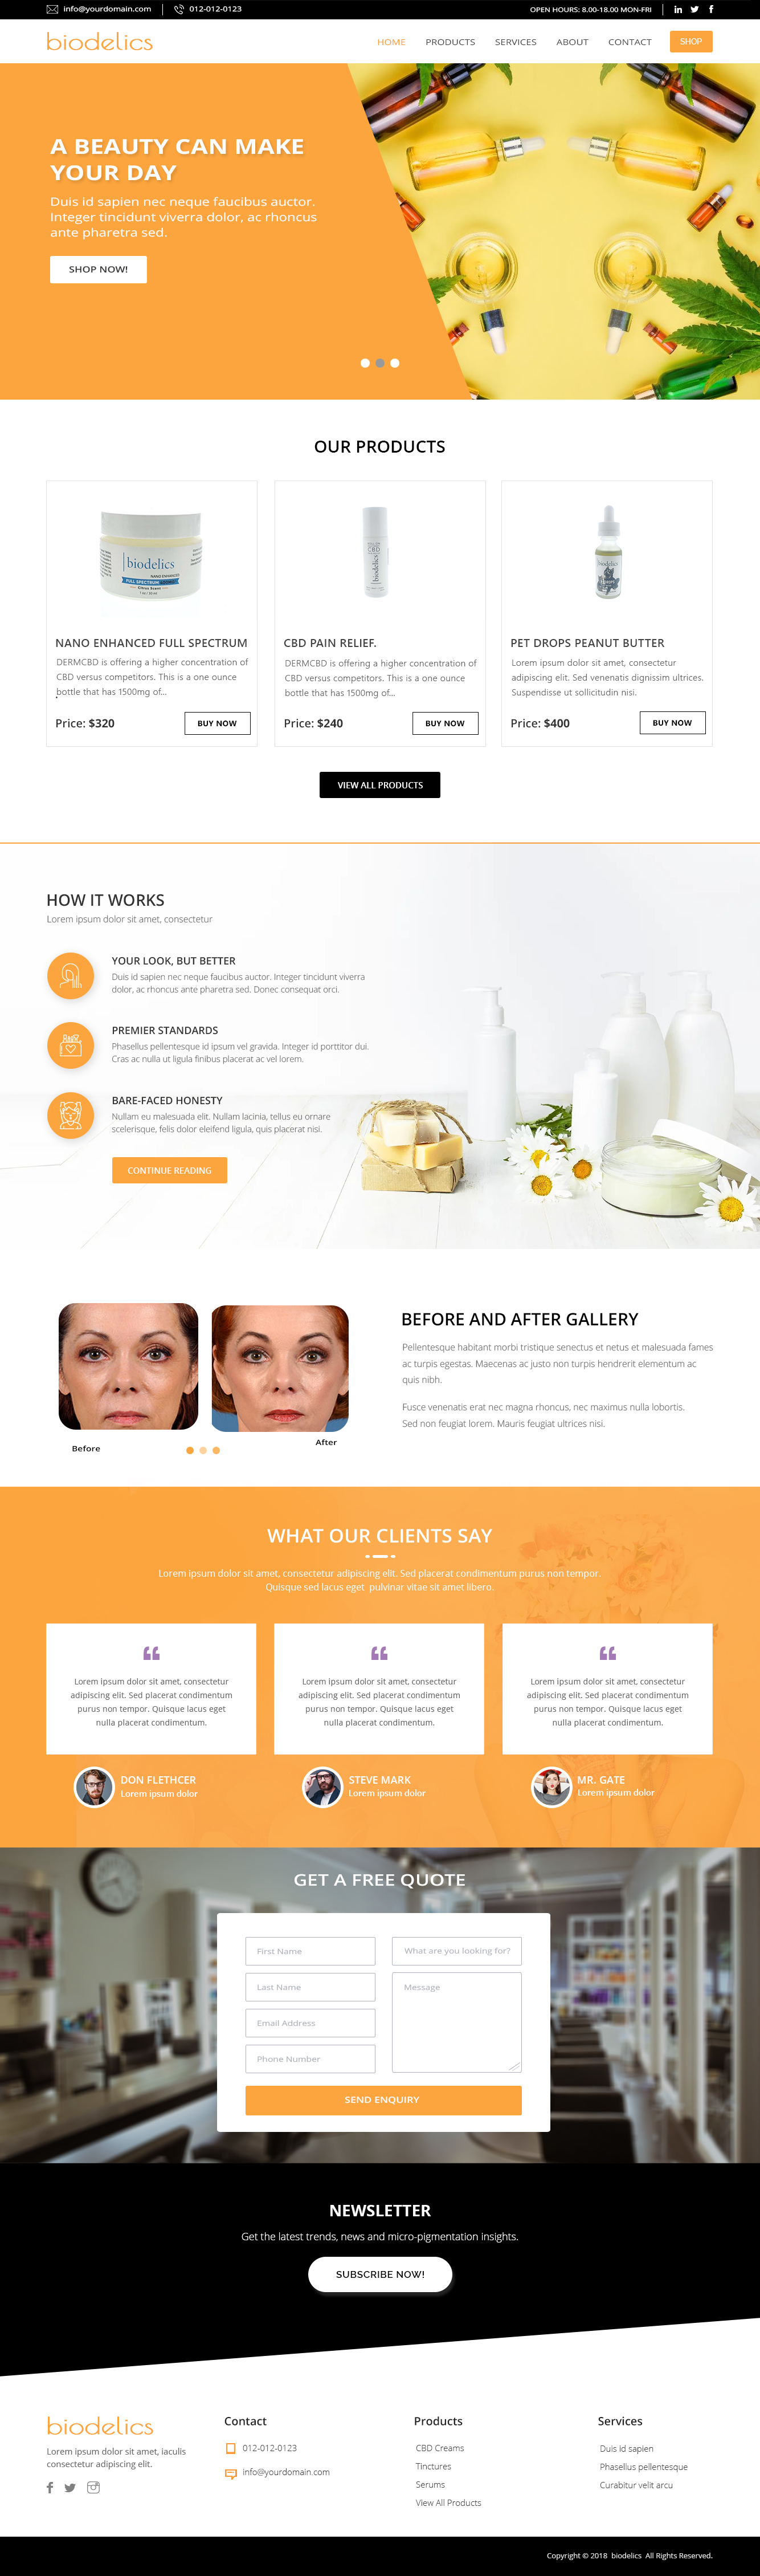 info@yourdomain.com
012-012-0123
OPEN HOURS: 8.00-18.00 MON-FRI
biodelics
HOME
PRODUCTS
SERVICES
ABOUT
CONTACT
SHOP
A BEAUTY CAN MAKE
YOUR DAY
Duis id sapien nec neque faucibus auctor.
Integer tincidunt viverra dolor, ac rhoncus
ante pharetra sed.
SHOP NOW!
OUR PRODUCTS
biodelics
NANO ENHANCED
FULL SPECTRUM
Citrus Scent
NANO ENHANCED FULL SPECTRUM
DERMCBD is offering a higher concentration of
CBD versus competitors. This is a one ounce
bottle that has 1500mg of...
Price: $320
BUY NOW
CBD
biodelics
CBD PAIN RELIEF.
DERMCBD is offering a higher concentration of
CBD versus competitors. This is a one ounce
bottle that has 1500mg of...
Price: $240
BUY NOW
biodelics
PET DROPS PEANUT BUTTER
Lorem ipsum dolor sit amet, consectetur
adipiscing elit. Sed venenatis dignissim ultrices.
Suspendisse ut sollicitudin nisi.
Price: $400
BUY NOW
VIEW ALL PRODUCTS
HOW IT WORKS
Lorem ipsum dolor sit amet, consectetur
YOUR LOOK, BUT BETTER
Duis id sapien nec neque faucibus auctor. Integer tincidunt viverra
dolor, ac rhoncus ante pharetra sed. Donec consequat orci.
PREMIER STANDARDS
Phasellus pellentesque id ipsum vel gravida. Integer id porttitor dui.
Cras ac nulla ut ligula finibus placerat ac vel lorem.
BARE-FACED HONESTY
Nullam eu malesuada elit. Nullam lacinia, tellus eu ornare
scelerisque, felis dolor eleifend ligula, quis placerat nisi.
CONTINUE READING
Before
After
BEFORE AND AFTER GALLERY
Pellentesque habitant morbi tristique senectus et netus et malesuada fames
ac turpis egestas. Maecenas ac justo non turpis hendrerit elementum ac
quis nibh.
Fusce venenatis erat nec magna rhoncus, nec maximus nulla lobortis.
Sed non feugiat lorem. Mauris feugiat ultrices nisi.
WHAT OUR CLIENTS SAY
Lorem ipsum dolor sit amet, consectetur adipiscing elit. Sed placerat condimentum purus non tempor.
Quisque sed lacus eget pulvinar vitae sit amet libero.
Lorem ipsum dolor sit amet, consectetur
adipiscing elit. Sed placerat condimentum
purus non tempor. Quisque lacus eget
nulla placerat condimentum.
DON FLETHCER
Lorem ipsum dolor
Lorem ipsum dolor sit amet, consectetur
adipiscing elit. Sed placerat condimentum
purus non tempor. Quisque lacus eget
nulla placerat condimentum.
STEVE MARK
Lorem ipsum dolor
Lorem ipsum dolor sit amet, consectetur
adipiscing elit. Sed placerat condimentum
purus non tempor. Quisque lacus eget
nulla placerat condimentum.
MR. GATE
Lorem ipsum dolor
GET A FREE QUOTE
First Name
Last Name
Email Address
Phone Number
What are you looking for?
Message
SEND ENQUIRY
NEWSLETTER
Get the latest trends, news and micro-pigmentation insights.
SUBSCRIBE NOW!
biodelics
Lorem ipsum dolor sit amet, iaculis
consectetur adipiscing elit.
Contact
012-012-0123
info@yourdomain.com
Products
CBD Creams
Tinctures
Serums
View All Products
Services
Duis id sapien
Phasellus pellentesque
Curabitur velit arcu
Copyright © 2018 biodelics All Rights Reserved.